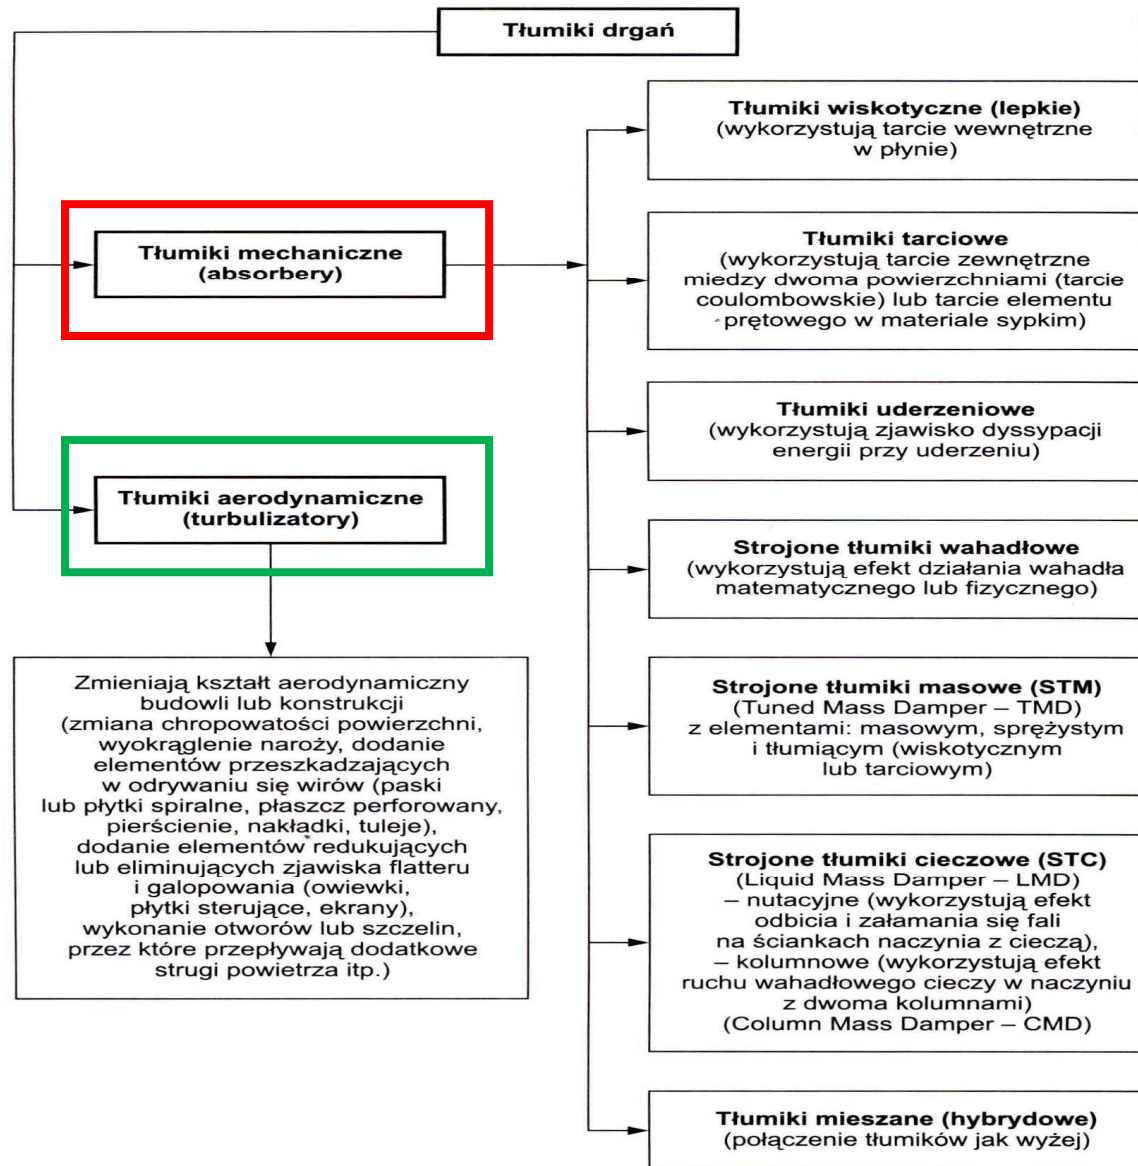 Tłumiki drgań
Tłumiki mechaniczne
(absorbery)
Tłumiki aerodynamiczne
(turbulizatory)
Zmieniają kształt aerodynamiczny
budowli lub konstrukcji
(zmiana chropowatości powierzchni,
wyokrąglenie naroży, dodanie
elementów przeszkadzających
w odrywaniu się wirów (paski
lub płytki spiralne, płaszcz perforowany,
pierścienie, nakładki, tuleje),
dodanie elementów redukujących
lub eliminujących zjawiska flatteru
i galopowania (owiewki,
płytki sterujące, ekrany),
wykonanie otworów lub szczelin,
przez które przepływają dodatkowe
strugi powietrza itp.)
Tłumiki wiskotyczne (lepkie)
(wykorzystują tarcie wewnętrzne
w płynie)
Tłumiki tarciowe
(wykorzystują tarcie zewnętrzne
miedzy dwoma powierzchniami (tarcie
coulombowskie) lub tarcie elementu
prętowego w materiale sypkim)
Tłumiki uderzeniowe
(wykorzystują zjawisko dyssypacji
energii przy uderzeniu)
Strojone tłumiki wahadłowe
(wykorzystują efekt działania wahadła
matematycznego lub fizycznego)
Strojone tłumiki masowe (STM)
(Tuned Mass Damper – TMD)
z elementami: masowym, sprężystym
i tłumiącym (wiskotycznym
lub tarciowym)
Strojone tłumiki cieczowe (STC)
(Liquid Mass Damper – LMD)
– nutacyjne (wykorzystują efekt
odbicia i załamania się fali
na ściankach naczynia z cieczą),
– kolumnowe (wykorzystują efekt
ruchu wahadłowego cieczy w naczyniu
z dwoma kolumnami)
(Column Mass Damper – CMD)
Tłumiki mieszane (hybrydowe)
(połączenie tłumików jak wyżej)